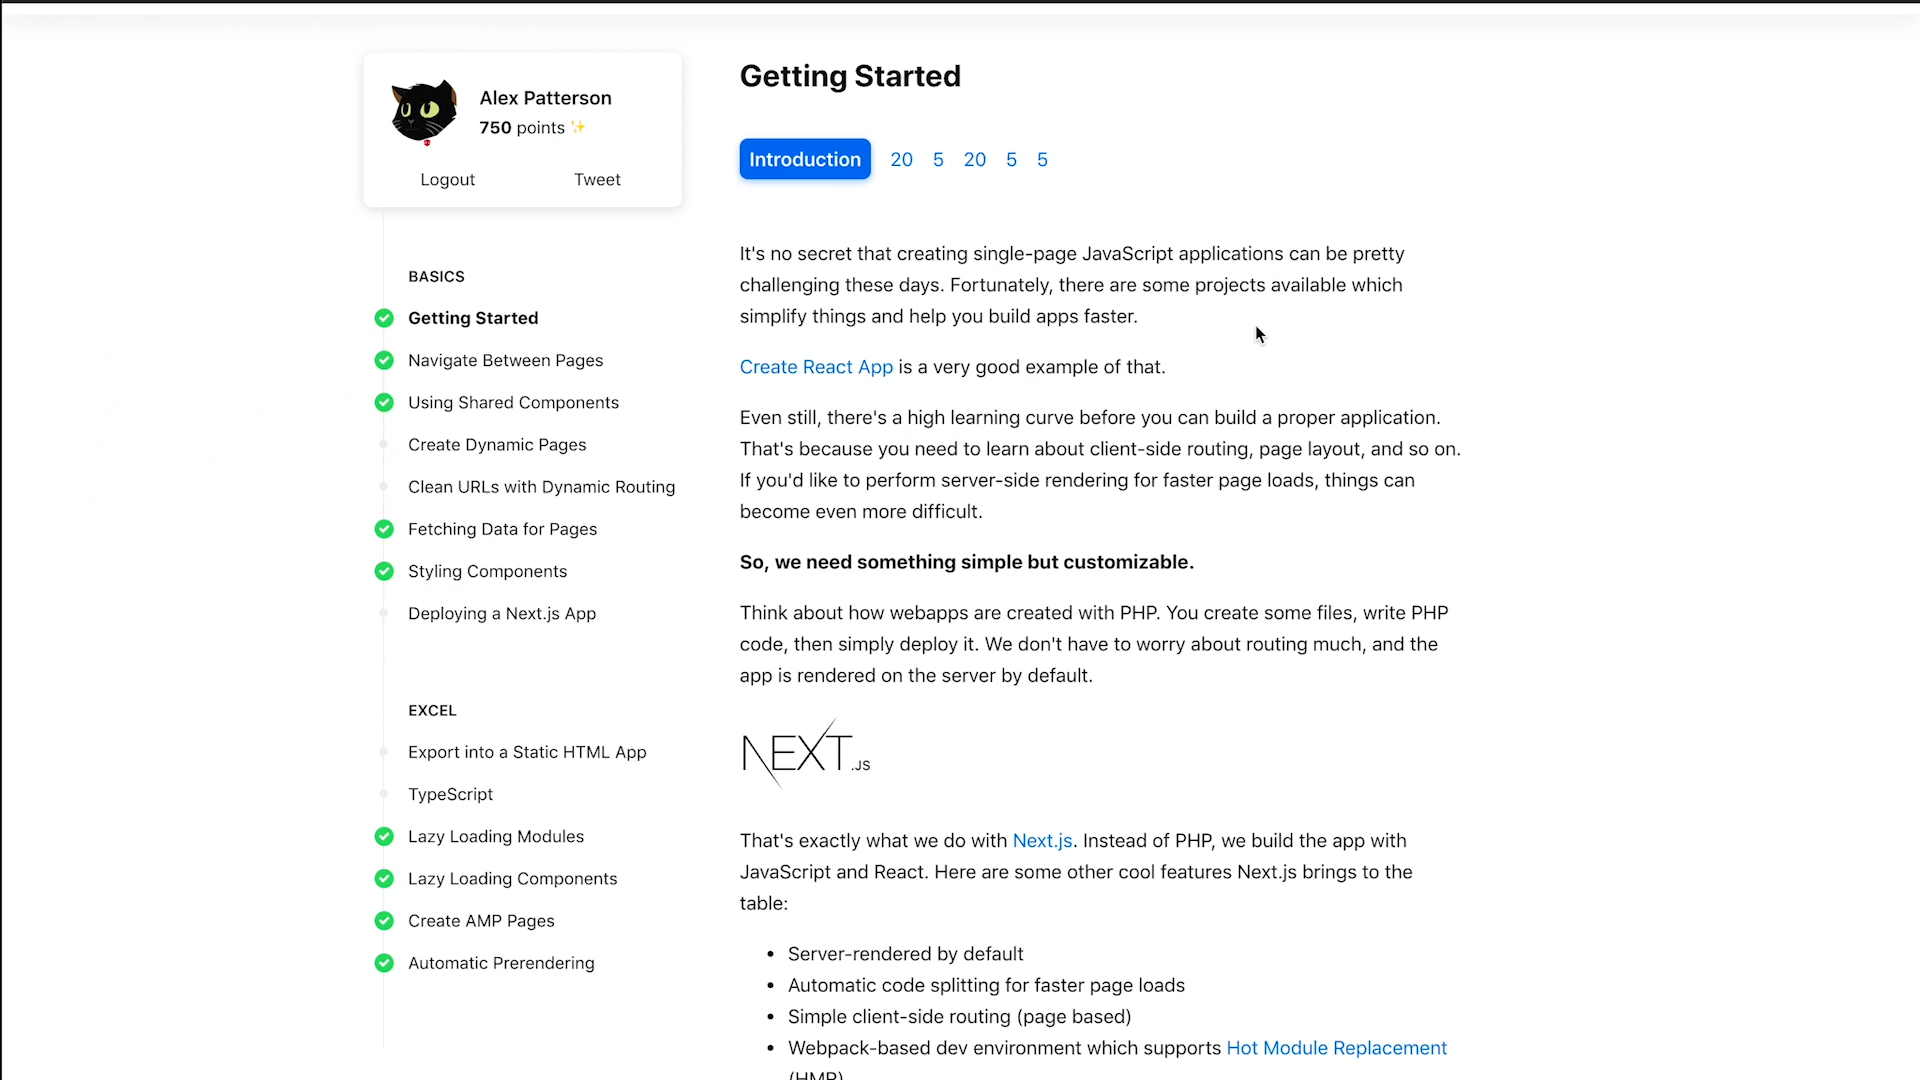 Alex Patterson
750 points ✨
Logout
Tweet
BASICS
Getting Started
Navigate Between Pages
Using Shared Components
Create Dynamic Pages
Clean URLs with Dynamic Routing
Fetching Data for Pages
Styling Components
Deploying a Next.js App
EXCEL
Export into a Static HTML App
TypeScript
Lazy Loading Modules
Lazy Loading Components
Create AMP Pages
Automatic Prerendering
Getting Started
Introduction 20 5 20 5 5
It's no secret that creating single-page JavaScript applications can be pretty
challenging these days. Fortunately, there are some projects available which
simplify things and help you build apps faster.
Create React App is a very good example of that.
Even still, there's a high learning curve before you can build a proper application.
That's because you need to learn about client-side routing, page layout, and so on.
If you'd like to perform server-side rendering for faster page loads, things can
become even more difficult.
So, we need something simple but customizable.
Think about how webapps are created with PHP. You create some files, write PHP
code, then simply deploy it. We don't have to worry about routing much, and the
app is rendered on the server by default.
NEXT.JS
That's exactly what we do with Next.js. Instead of PHP, we build the app with
JavaScript and React. Here are some other cool features Next.js brings to the
table:
• Server-rendered by default
• Automatic code splitting for faster page loads
• Simple client-side routing (page based)
• Webpack-based dev environment which supports Hot Module Replacement
(HMR)